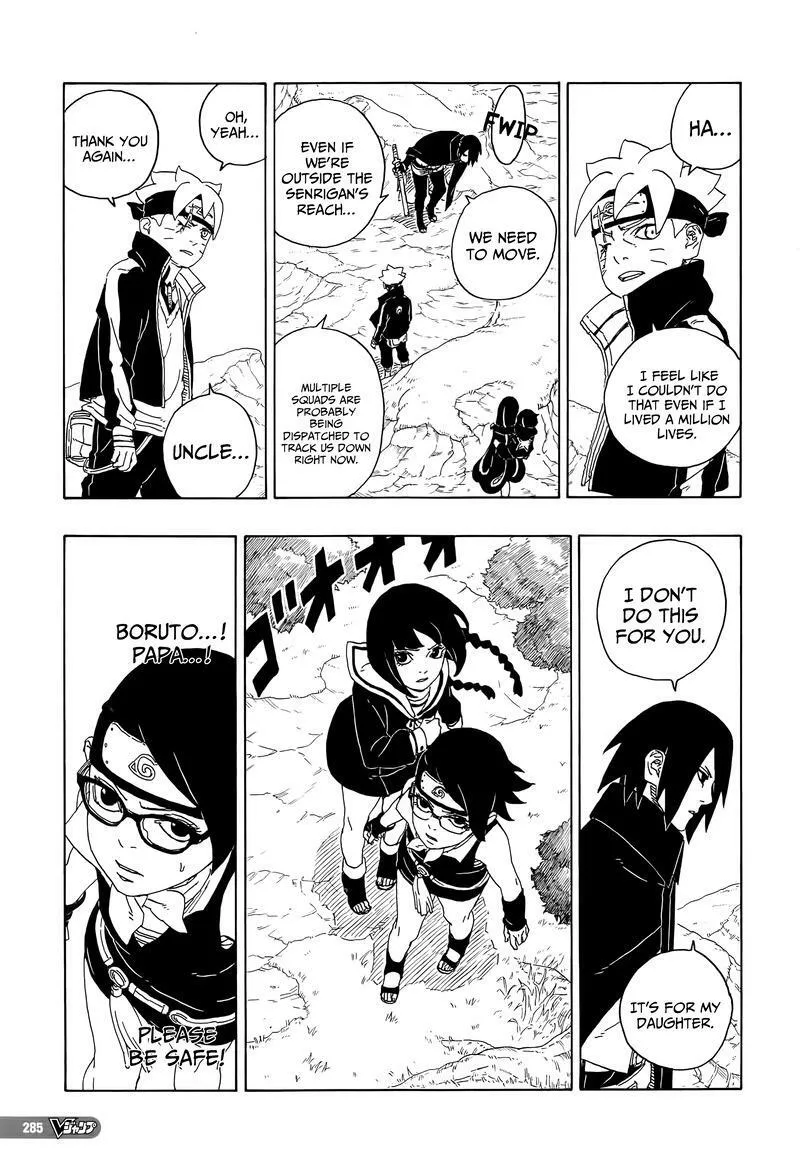 HA...
I FEEL LIKE
I COULDN'T DO
THAT EVEN IF I
LIVED A MILLION
LIVES.
FWIP
WE NEED
TO MOVE.
EVEN IF
WE'RE
OUTSIDE THE
SENRIGAN'S
REACH...
MULTIPLE
SQUADS ARE
PROBABLY
BEING
DISPATCHED TO
TRACK US DOWN
RIGHT NOW.
OH,
YEAH...
THANK YOU
AGAIN...
UNCLE...
I DON'T
DO THIS
FOR YOU.
IT'S FOR MY
DAUGHTER.
ゴオオオオ
BORUTO...!
PAPA...!
PLEASE
BE SAFE!
285 Vジャンプ